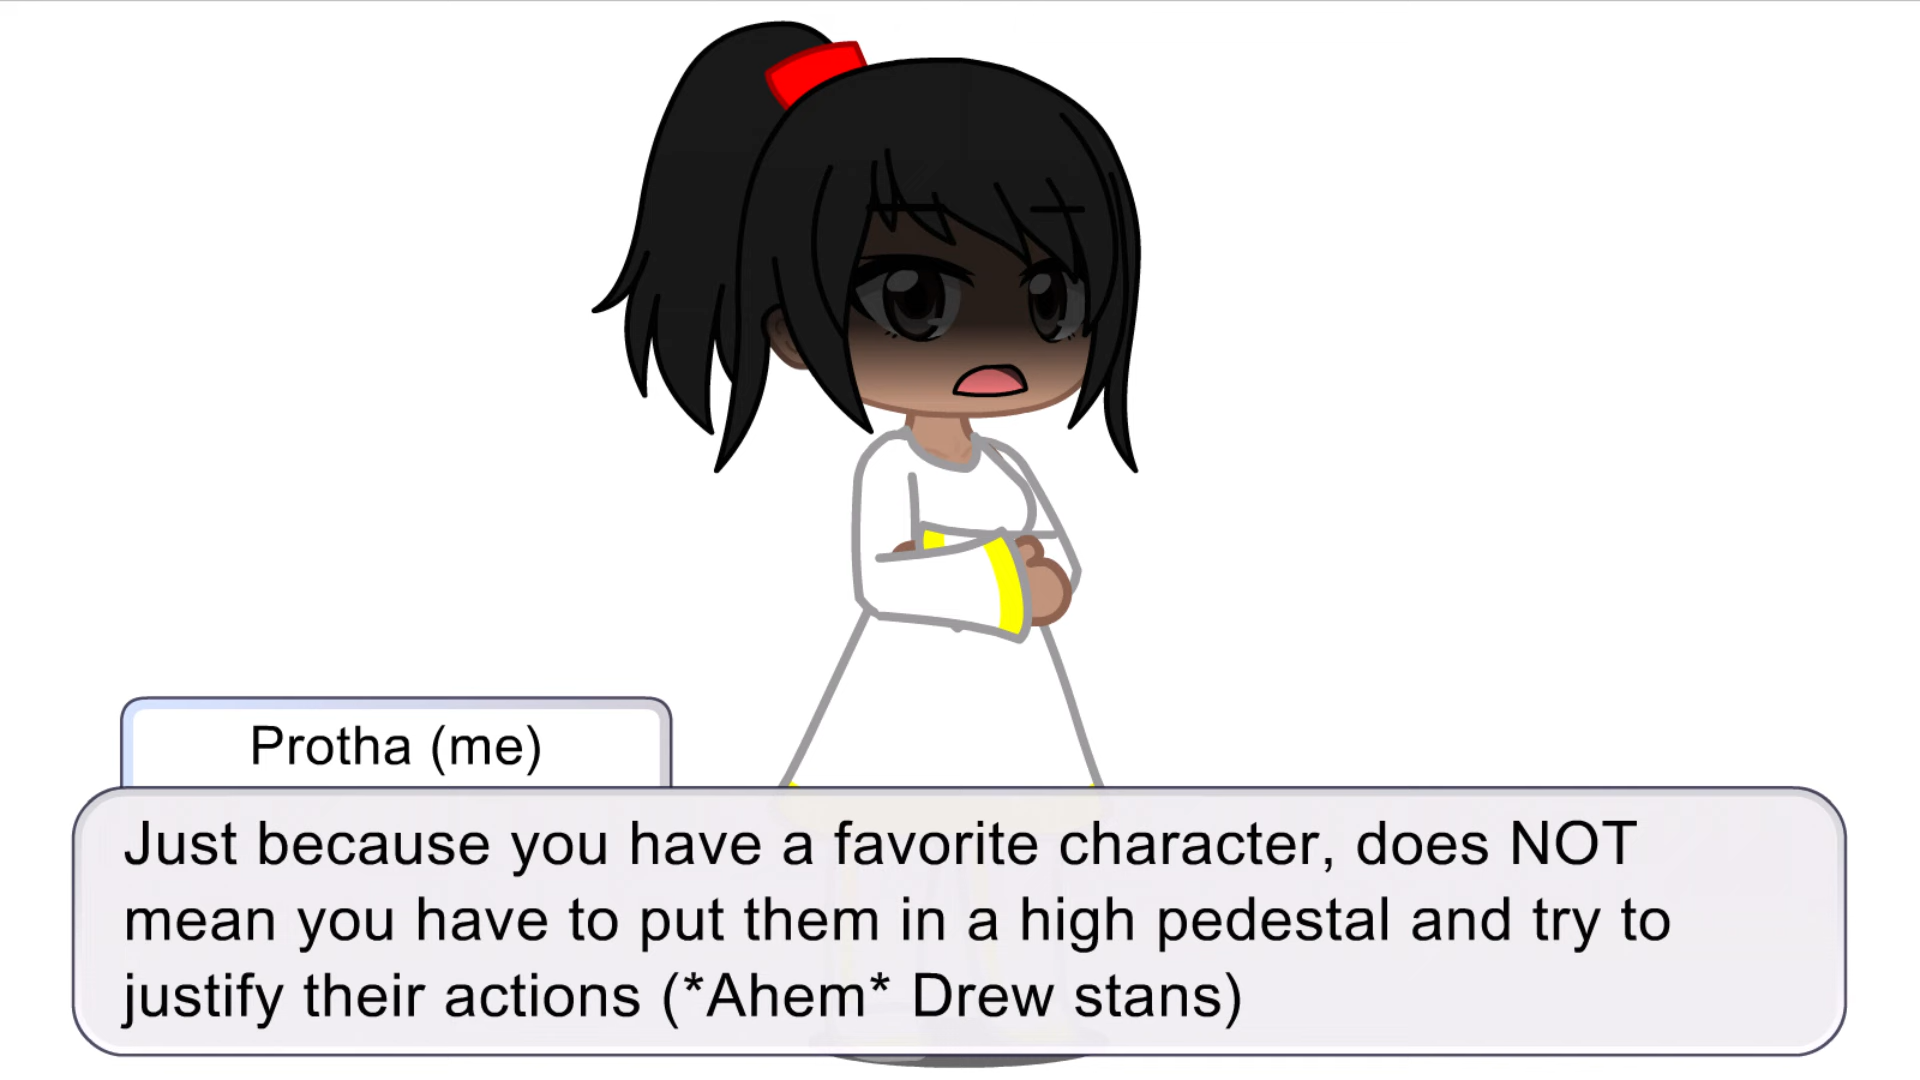 Protha (me)
Just because you have a favorite character, does NOT
mean you have to put them in a high pedestal and try to
justify their actions (*Ahem* Drew stans)